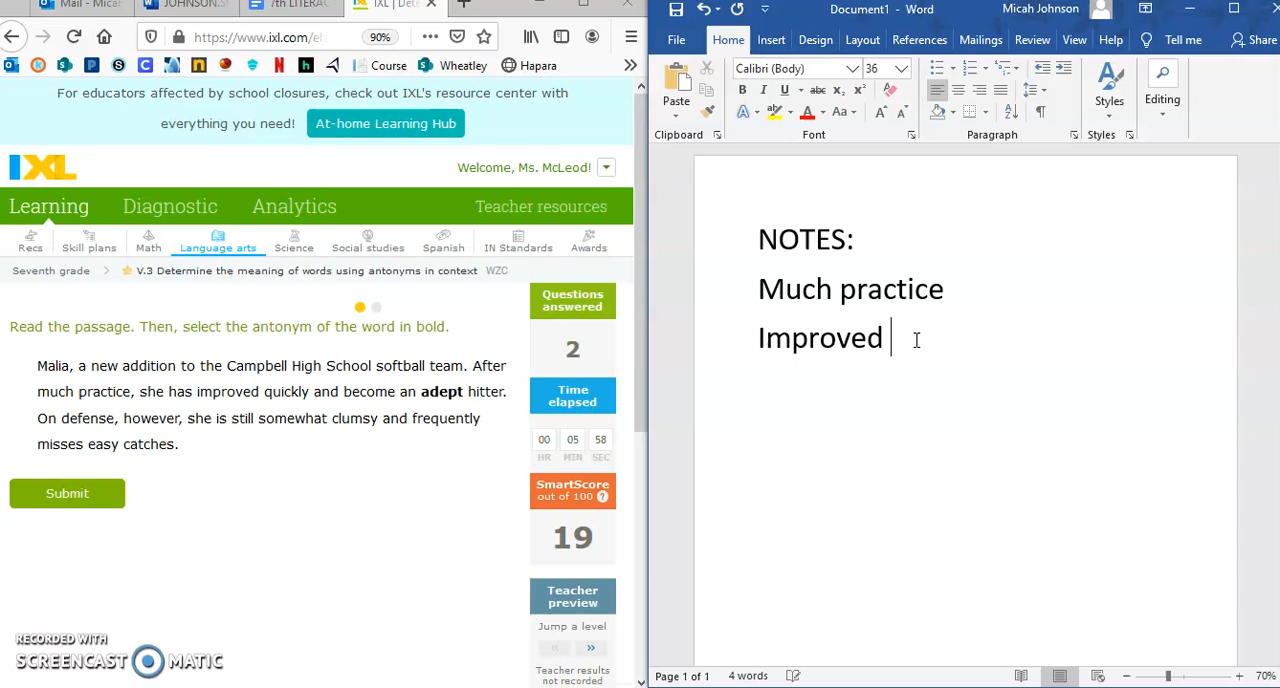 Mail - Mica
JOHNSON.S
7th LITERAC
IXL | Det
https://www.ixl.com/el
90%
Course
Wheatley
Hapara
For educators affected by school closures, check out IXL's resource center with
everything you need!
At-home Learning Hub
IXL
Welcome, Ms. McLeod!
Learning
Diagnostic
Analytics
Teacher resources
Recs
Skill plans
Math
Language arts
Science
Social studies
Spanish
IN Standards
Awards
Seventh grade
V.3 Determine the meaning of words using antonyms in context
WZC
Read the passage. Then, select the antonym of the word in bold.
Malia, a new addition to the Campbell High School softball team. After
much practice, she has improved quickly and become an adept hitter.
On defense, however, she is still somewhat clumsy and frequently
misses easy catches.
Submit
Questions
answered
2
Time
elapsed
00 05 58
HR MIN SEC
SmartScore
out of 100 ?
19
Teacher
preview
Jump a level
Teacher results
not recorded
RECORDED WITH
SCREENCAST MATIC
Document1 - Word
Micah Johnson
File
Home
Insert
Design
Layout
References
Mailings
Review
View
Help
Tell me
Share
Paste
Clipboard
Calibri (Body)
36
B I U abc x₂ x²
Aa
Font
Paragraph
Styles
Styles
Editing
NOTES:
Much practice
Improved
Page 1 of 1
4 words
70%